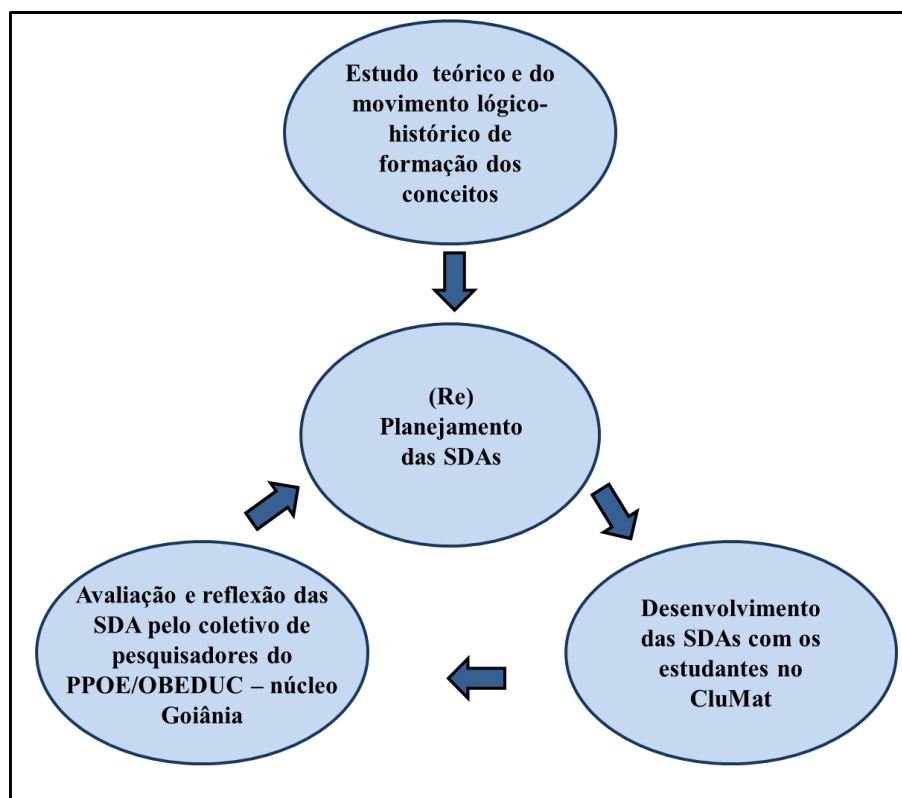 Estudo teórico e do
movimento lógico-
histórico de
formação dos
conceitos
(Re)
Planejamento
das SDAs
Avaliação e reflexão das
SDA pelo coletivo de
pesquisadores do
PPOE/OBEDUC – núcleo
Goiânia
Desenvolvimento
das SDAs com os
estudantes no
CluMat